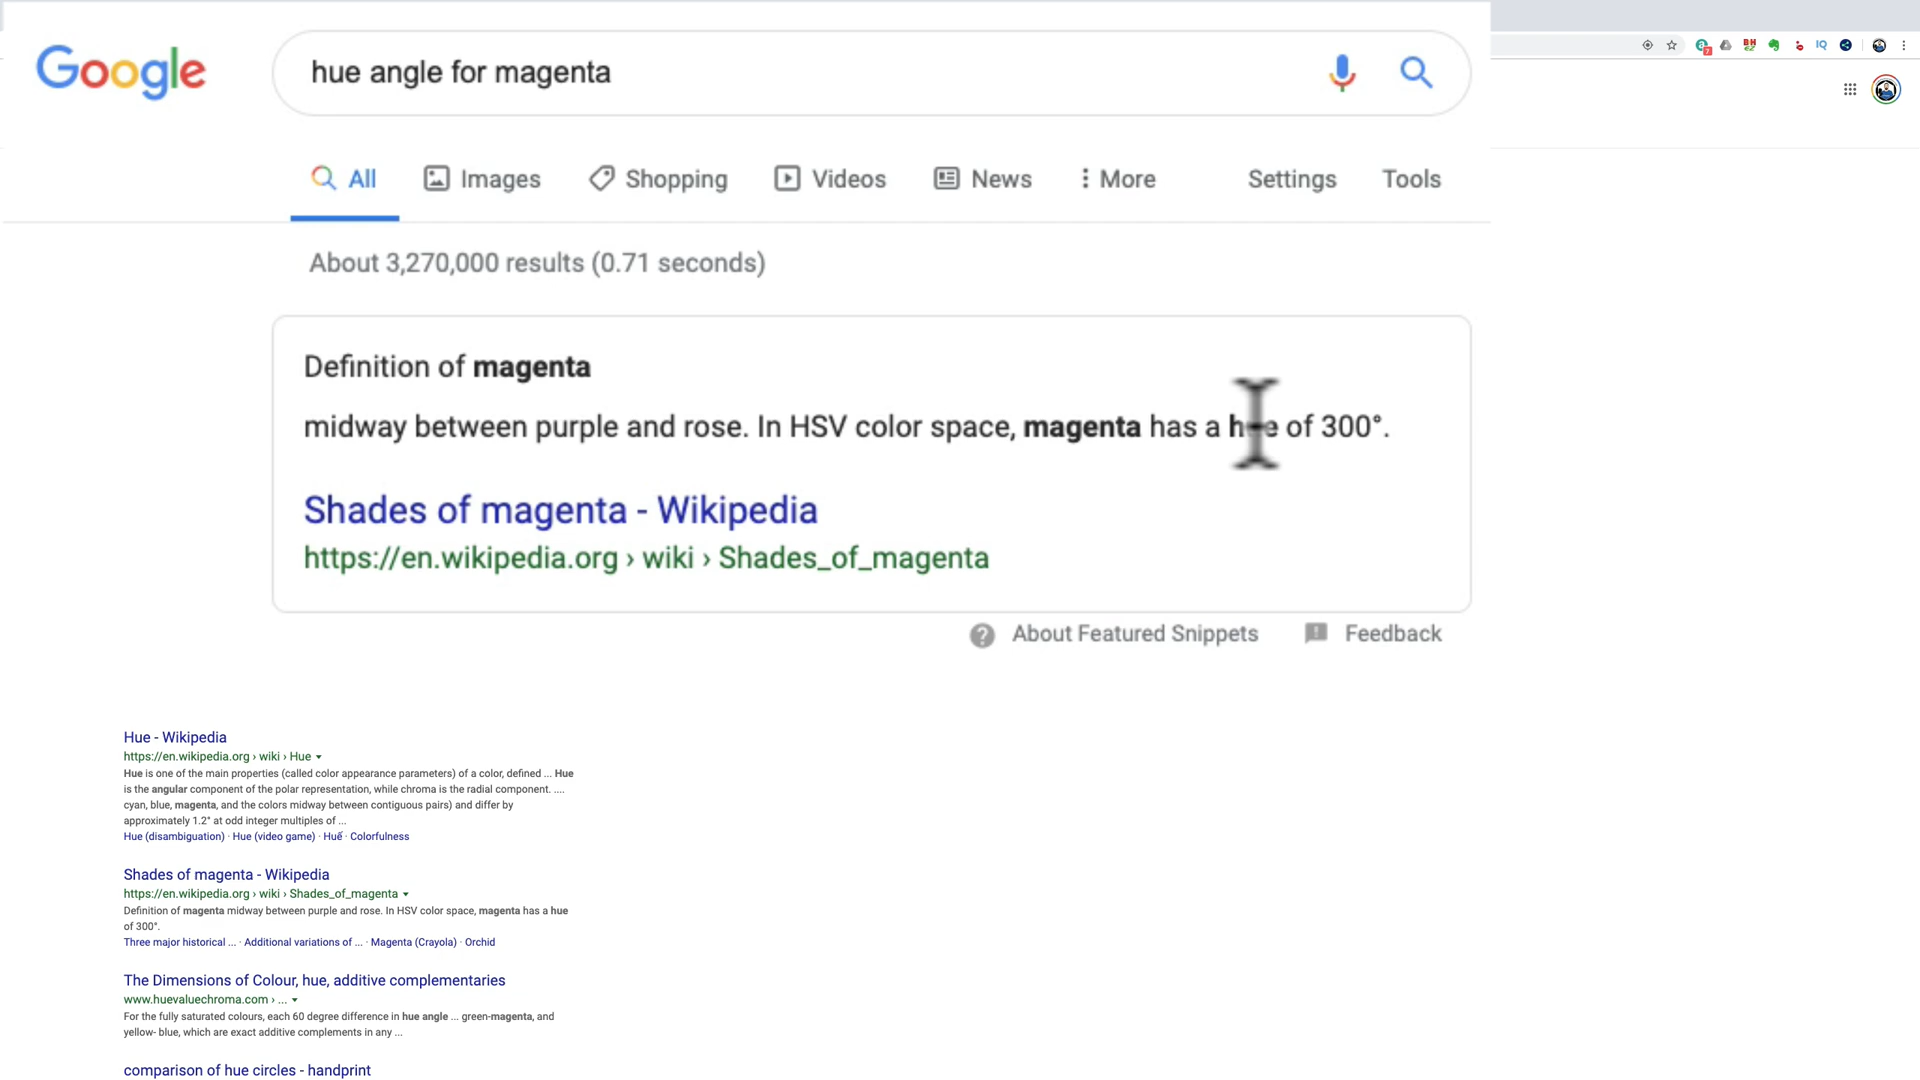 Google
hue angle for magenta
All Images Shopping Videos News More Settings Tools
About 3,270,000 results (0.71 seconds)
Definition of magenta
midway between purple and rose. In HSV color space, magenta has a hue of 300°.
Shades of magenta - Wikipedia
https://en.wikipedia.org › wiki › Shades_of_magenta
About Featured Snippets Feedback
Hue - Wikipedia
https://en.wikipedia.org › wiki › Hue
Hue is one of the main properties (called color appearance parameters) of a color, defined ... Hue
is the angular component of the polar representation, while chroma is the radial component. ....
cyan, blue, magenta, and the colors midway between contiguous pairs) and differ by
approximately 1.2° at odd integer multiples of ...
Hue (disambiguation) · Hue (video game) · Huế · Colorfulness
Shades of magenta - Wikipedia
https://en.wikipedia.org › wiki › Shades_of_magenta
Definition of magenta midway between purple and rose. In HSV color space, magenta has a hue
of 300°.
Three major historical ... · Additional variations of ... · Magenta (Crayola) · Orchid
The Dimensions of Colour, hue, additive complementaries
www.huevaluechroma.com › ...
For the fully saturated colours, each 60 degree difference in hue angle ... green-magenta, and
yellow- blue, which are exact additive complements in any ...
comparison of hue circles - handprint